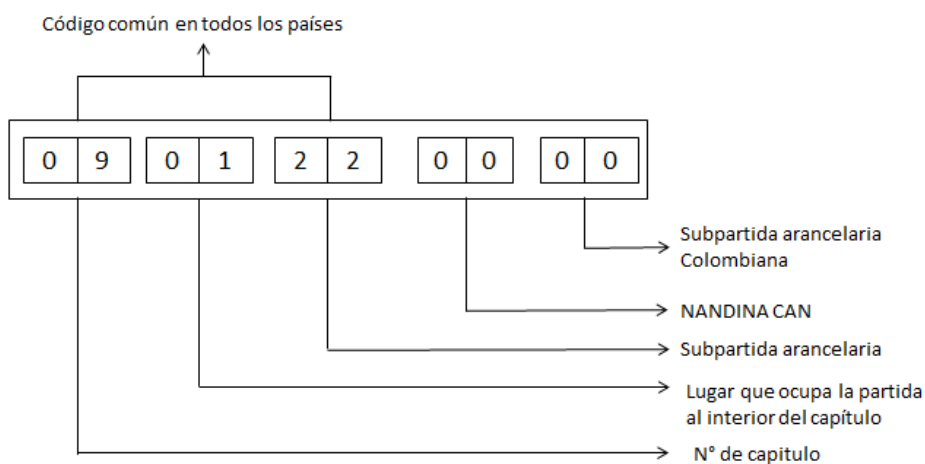 Código común en todos los países
0 9 0 1 2 2 0 0 0 0
Subpartida arancelaria
Colombiana
NANDINA CAN
Subpartida arancelaria
Lugar que ocupa la partida
al interior del capítulo
N° de capitulo